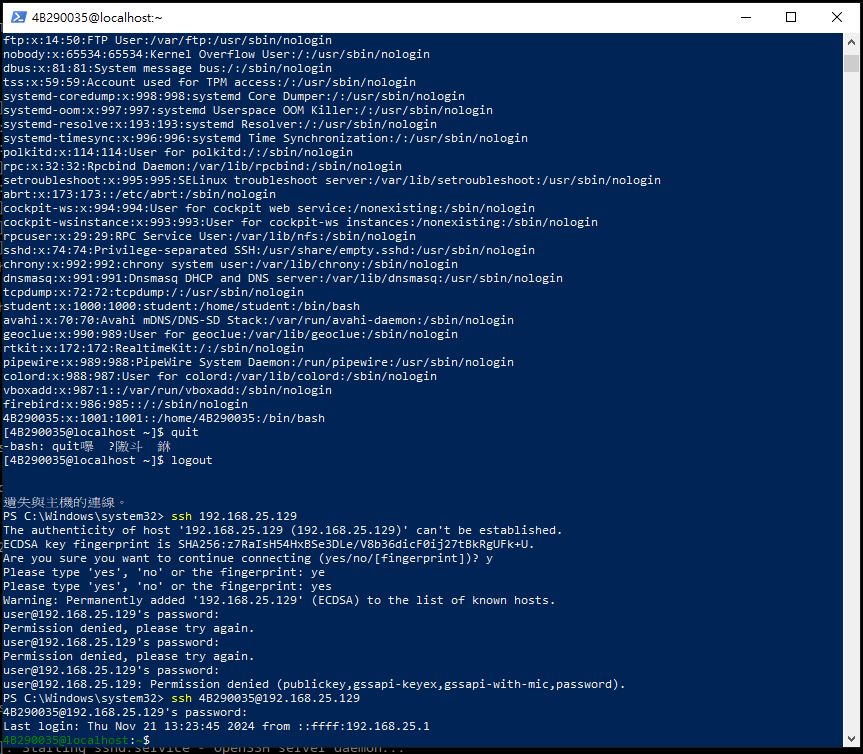 4B290035@localhost:~
ftp:x:14:50:FTP User:/var/ftp:/usr/sbin/nologin
nobody:x:65534:65534:Kernel Overflow User:/:/usr/sbin/nologin
dbus:x:81:81:System message bus:/:/sbin/nologin
tss:x:59:59:Account used for TPM access:/:/sbin/nologin
systemd-coredump:x:998:998:systemd Core Dumper:/:/usr/sbin/nologin
systemd-oom:x:997:997:systemd Userspace OOM Killer:/:/usr/sbin/nologin
systemd-resolve:x:193:193:systemd Resolver:/:/usr/sbin/nologin
systemd-timesync:x:996:996:systemd Time Synchronization:/:/usr/sbin/nologin
polkitd:x:114:114:User for polkitd:/:/sbin/nologin
rpc:x:32:32:Rpcbind Daemon:/var/lib/rpcbind:/sbin/nologin
setroubleshoot:x:995:995:SELinux troubleshoot server:/var/lib/setroubleshoot:/usr/sbin/nologin
abrt:x:173:173::/etc/abrt:/sbin/nologin
cockpit-ws:x:994:994:User for cockpit web service:/nonexisting:/sbin/nologin
cockpit-wsinstance:x:993:993:User for cockpit-ws instances:/nonexisting:/sbin/nologin
rpcuser:x:29:29:RPC Service User:/var/lib/nfs:/sbin/nologin
sshd:x:74:74:Privilege-separated SSH:/usr/share/empty.sshd:/usr/sbin/nologin
chrony:x:992:992:chrony system user:/var/lib/chrony:/sbin/nologin
dnsmasq:x:991:991:Dnsmasq DHCP and DNS server:/var/lib/dnsmasq:/usr/sbin/nologin
tcpdump:x:72:72:tcpdump:/:/usr/sbin/nologin
student:x:1000:1000:student:/home/student:/bin/bash
avahi:x:70:70:Avahi mDNS/DNS-SD Stack:/var/run/avahi-daemon:/sbin/nologin
geoclue:x:990:989:User for geoclue:/var/lib/geoclue:/sbin/nologin
rtkit:x:172:172:RealtimeKit:/:/sbin/nologin
pipewire:x:989:988:PipeWire System Daemon:/run/pipewire:/usr/sbin/nologin
colord:x:988:987:User for colord:/var/lib/colord:/sbin/nologin
vboxadd:x:987:1::/var/run/vboxadd:/sbin/nologin
firebird:x:986:985::/:/sbin/nologin
4B290035:x:1001:1001::/home/4B290035:/bin/bash
[4B290035@localhost ~]$ quit
-bash: quit
[4B290035@localhost ~]$ logout
遺失與主機的連線。
PS C:\Windows\system32> ssh 192.168.25.129
The authenticity of host '192.168.25.129 (192.168.25.129)' can't be established.
ECDSA key fingerprint is SHA256:z7RaIsH54HxBSe3DLe/V8b36dicF0ij27tBkRgUFk+U.
Are you sure you want to continue connecting (yes/no/[fingerprint])? y
Please type 'yes', 'no' or the fingerprint: ye
Please type 'yes', 'no' or the fingerprint: yes
Warning: Permanently added '192.168.25.129' (ECDSA) to the list of known hosts.
user@192.168.25.129's password:
Permission denied, please try again.
user@192.168.25.129's password:
Permission denied, please try again.
user@192.168.25.129's password:
user@192.168.25.129: Permission denied (publickey,gssapi-keyex,gssapi-with-mic,password).
PS C:\Windows\system32> ssh 4B290035@192.168.25.129
4B290035@192.168.25.129's password:
Last login: Thu Nov 21 13:23:45 2024 from ::ffff:192.168.25.1
4B290035@localhost:~$